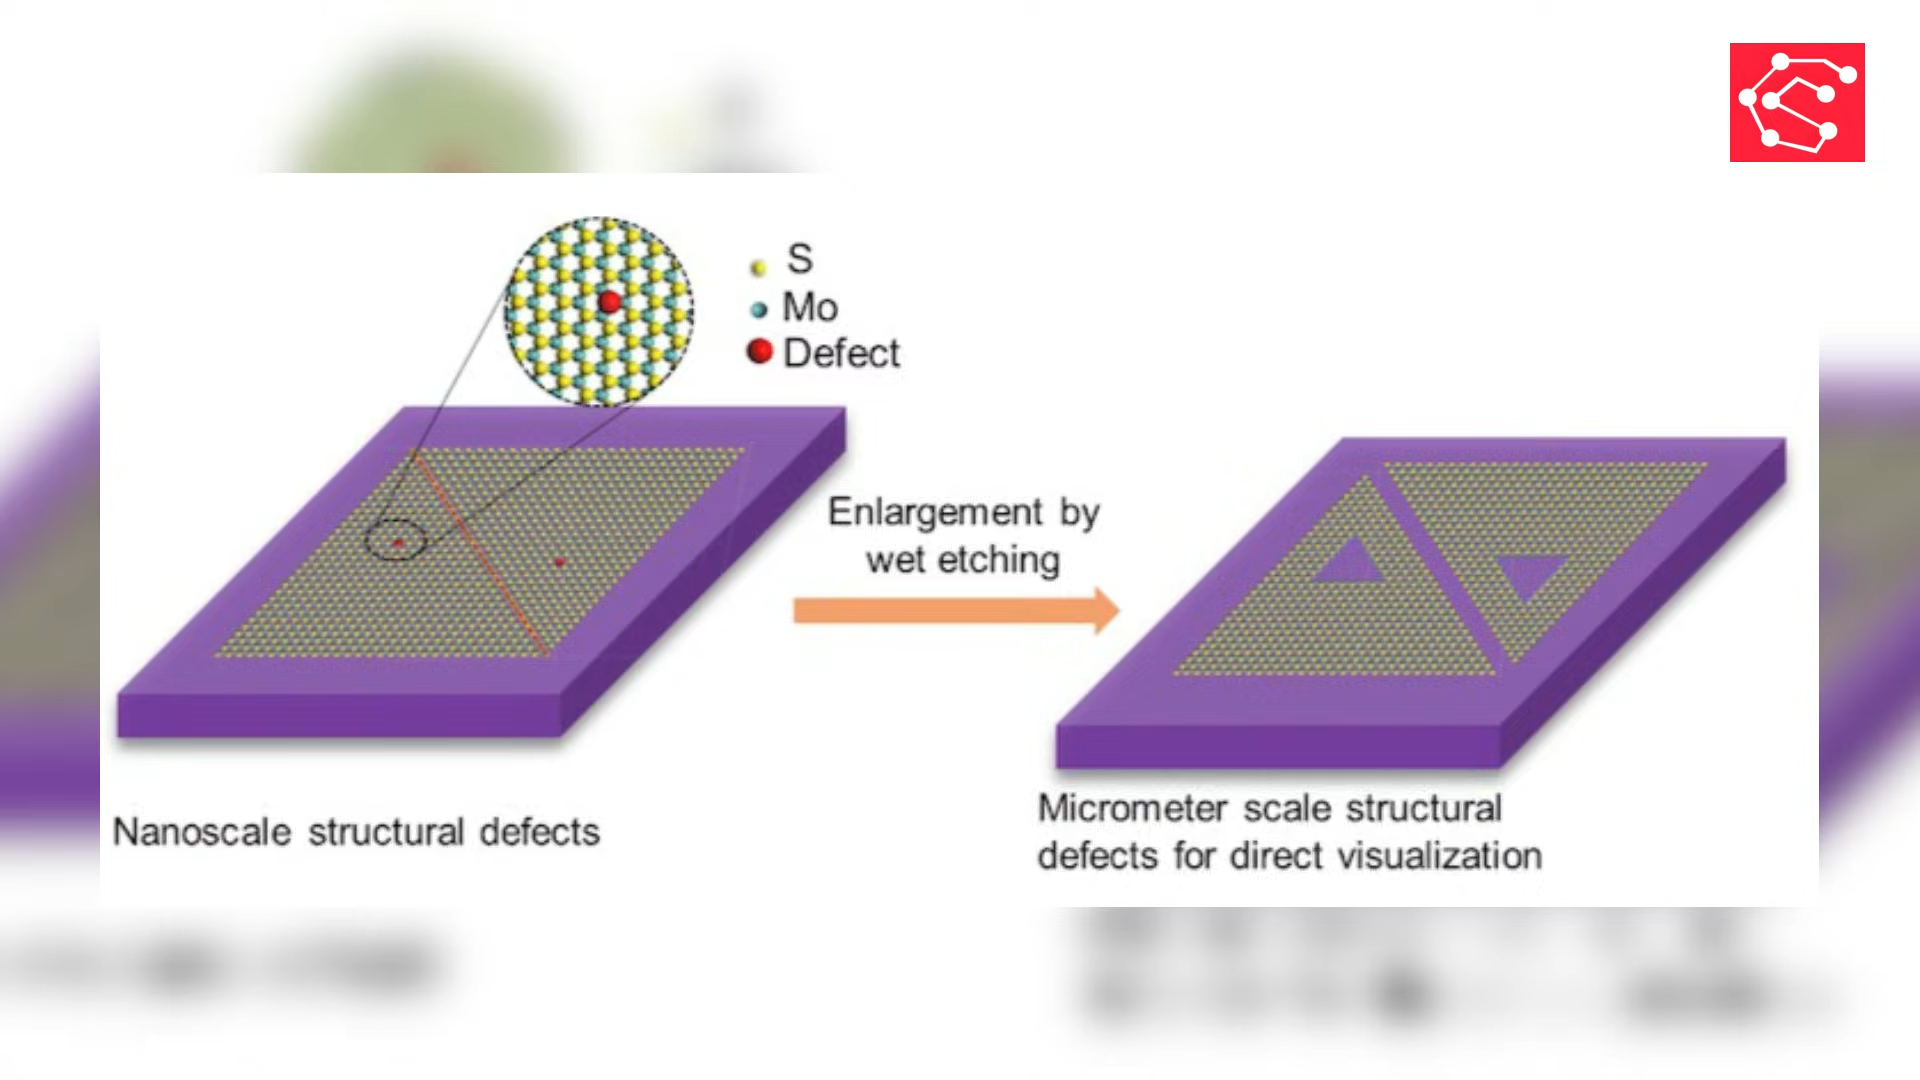 S
Mo
Defect
Enlargement by
wet etching
Nanoscale structural defects
Micrometer scale structural
defects for direct visualization